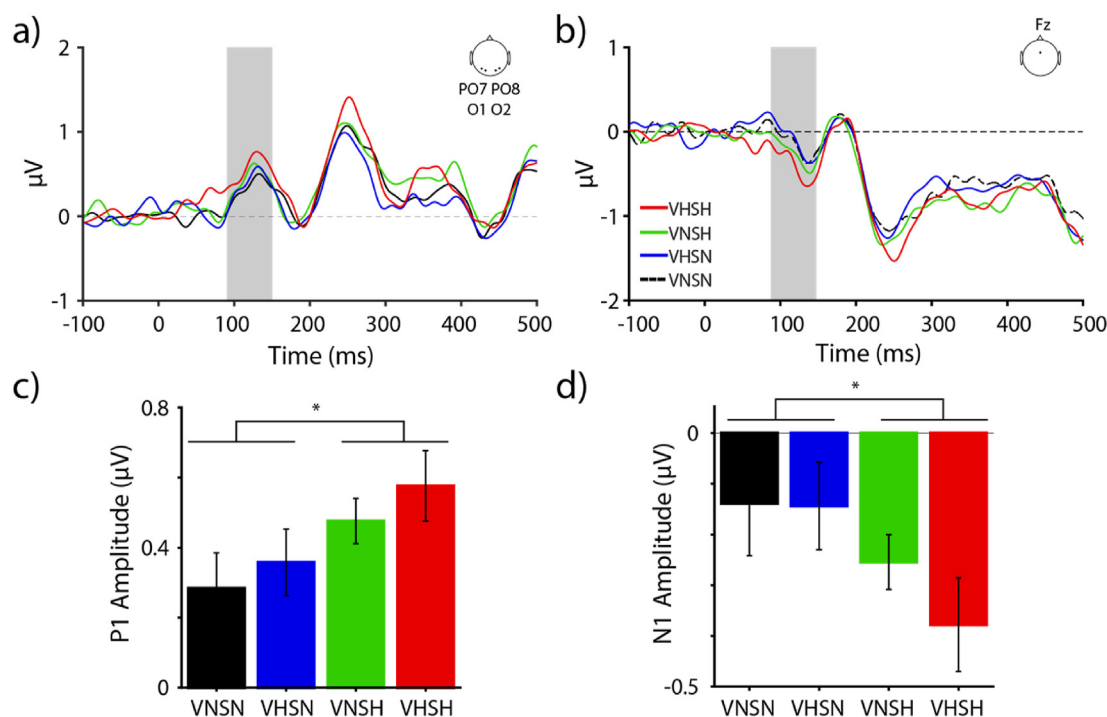 a)
2
1
0
-1
µV
-100 0 100 200 300 400 500
Time (ms)
PO7 PO8
O1 O2
b)
Fz
-1
0
-1
-2
µV
VHSH
VNSH
VHSN
VNSN
-100 0 100 200 300 400 500
Time (ms)
c)
0.8
0.4
0
P1 Amplitude (µV)
*
VNSN VHSN VNSH VHSH
d)
0
-0.5
N1 Amplitude (µV)
*
VNSN VHSN VNSH VHSH